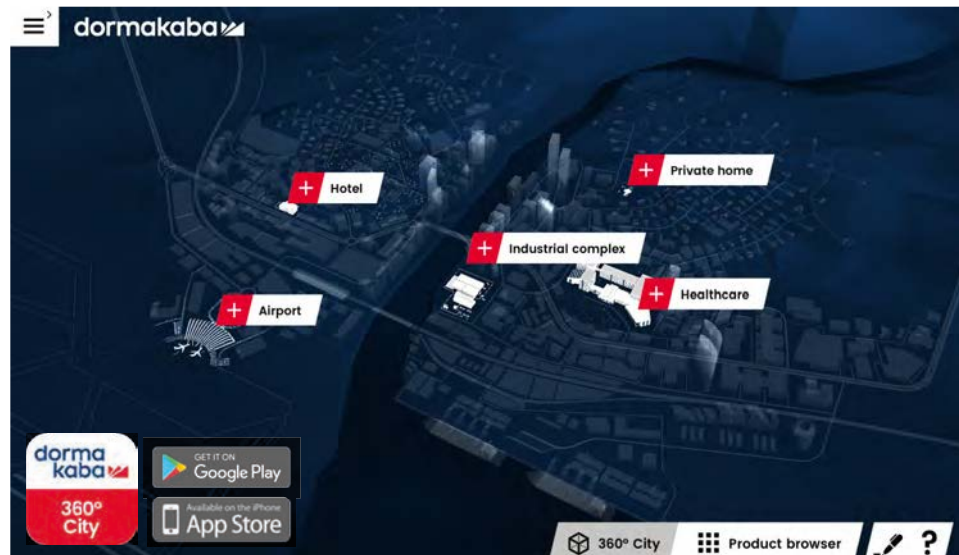 dormakaba
Hotel
Private home
Industrial complex
Healthcare
Airport
dorma
kaba
360°
City
GET IT ON
Google Play
Available on the iPhone
App Store
360° City
Product browser
?